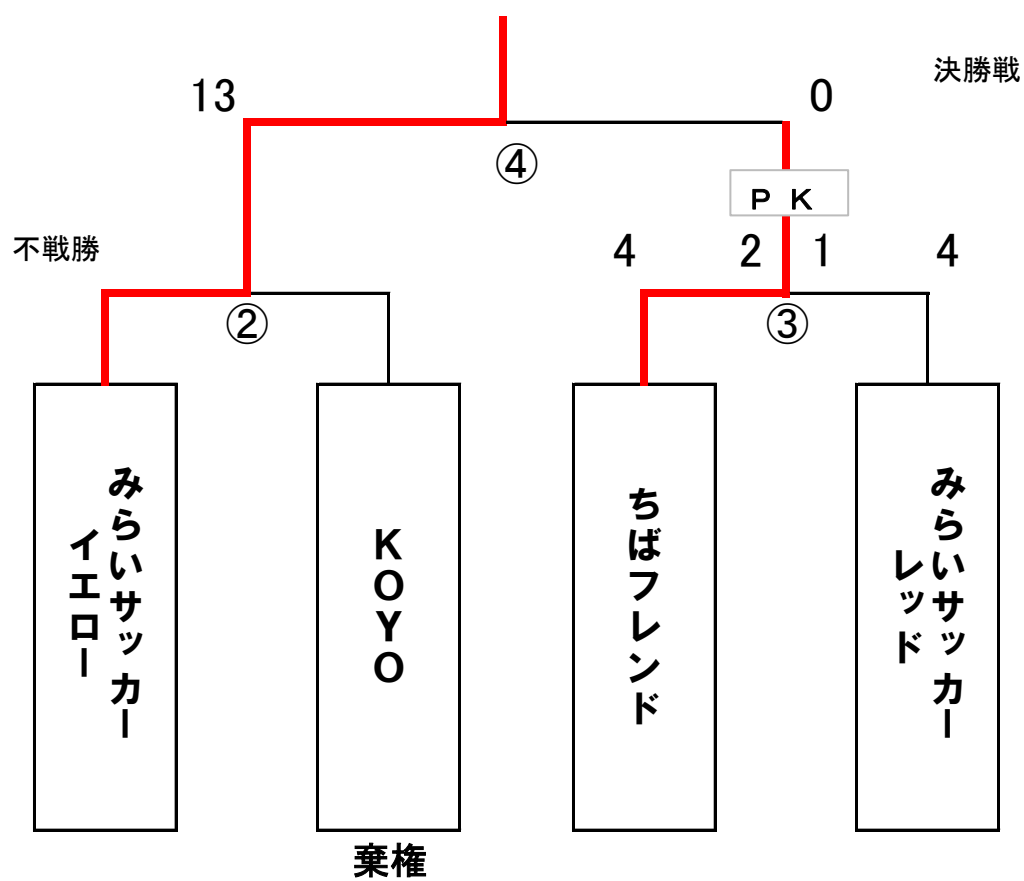 決勝戦
13
0
④
ＰＫ
不戦勝
4
2
1
4
②
③
みらいサッカー
イエロー
KOYO
ちばフレンド
みらいサッカー
レッド
棄権